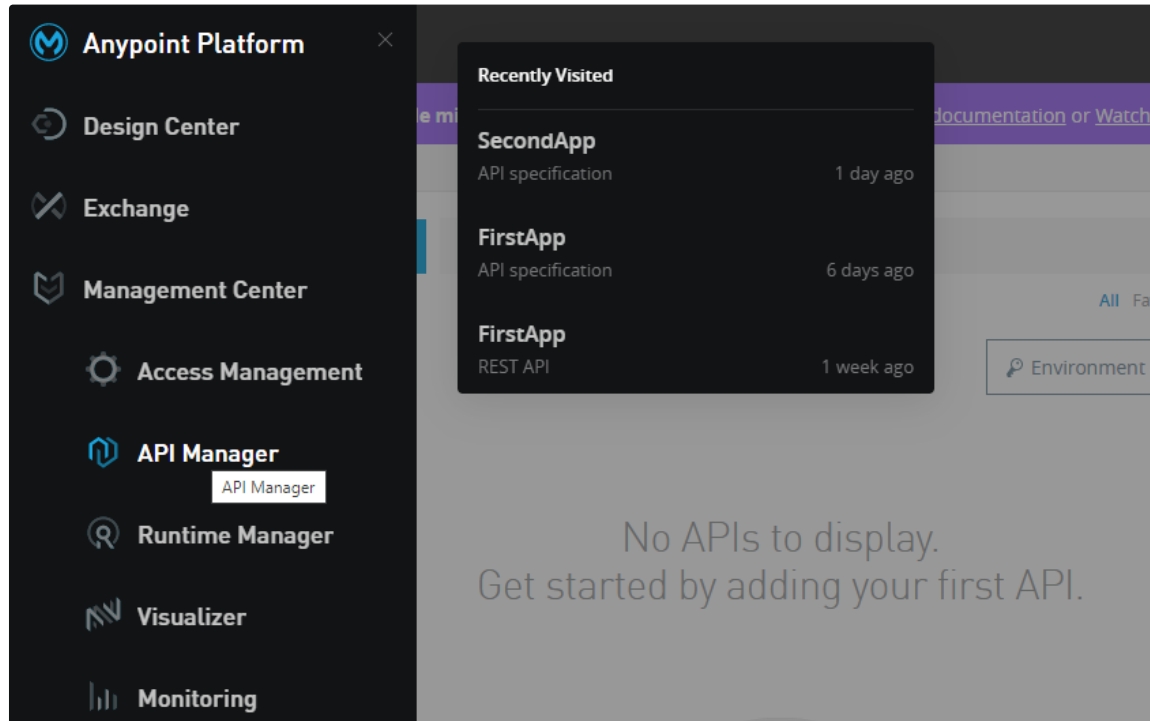 Anypoint Platform
Design Center
Exchange
Management Center
Access Management
API Manager
API Manager
Runtime Manager
Visualizer
Monitoring
Recently Visited
SecondApp
API specification 1 day ago
FirstApp
API specification 6 days ago
FirstApp
REST API 1 week ago
documentation or Watch
All
Environment
No APIs to display.
Get started by adding your first API.